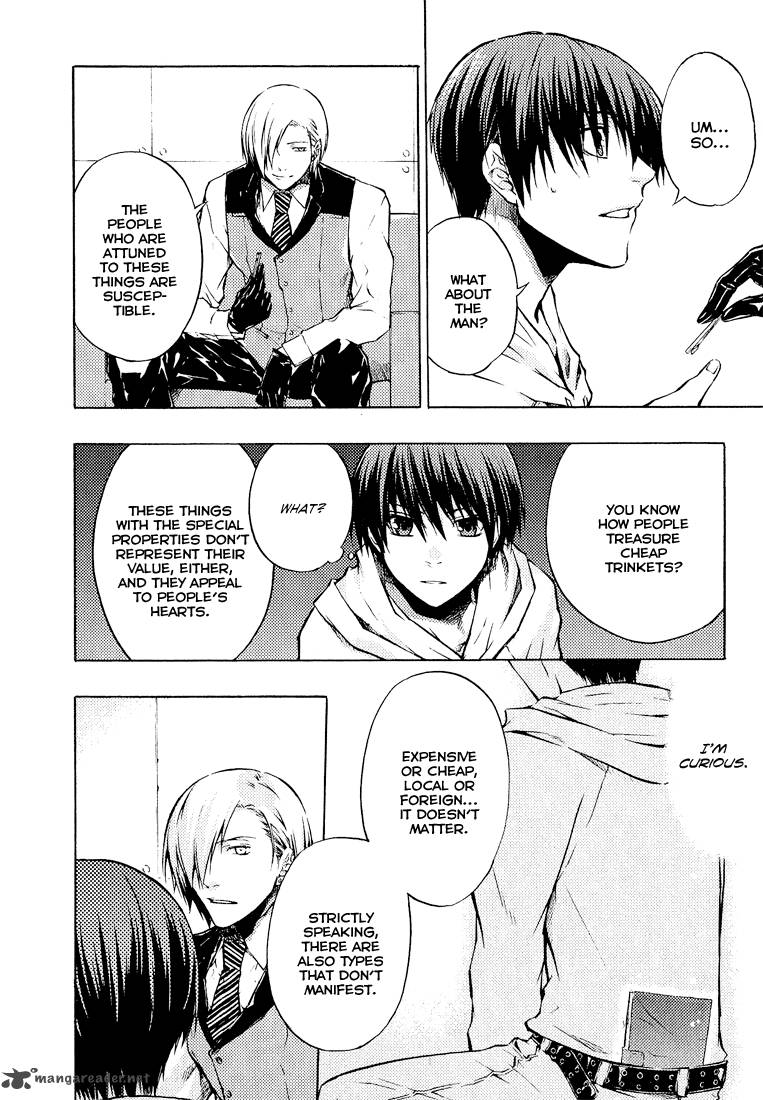 UM...
SO...
WHAT
ABOUT
THE
MAN?
THE
PEOPLE
WHO ARE
ATTUNED
TO THESE
THINGS ARE
SUSCEP-
TIBLE.
YOU KNOW
HOW PEOPLE
TREASURE
CHEAP
TRINKETS?
WHAT?
THESE THINGS
WITH THE SPECIAL
PROPERTIES DON'T
REPRESENT THEIR
VALUE, EITHER,
AND THEY APPEAL
TO PEOPLE'S
HEARTS.
I'M
CURIOUS.
EXPENSIVE
OR CHEAP,
LOCAL OR
FOREIGN...
IT DOESN'T
MATTER.
STRICTLY
SPEAKING,
THERE ARE
ALSO TYPES
THAT DON'T
MANIFEST.
mangareader.net